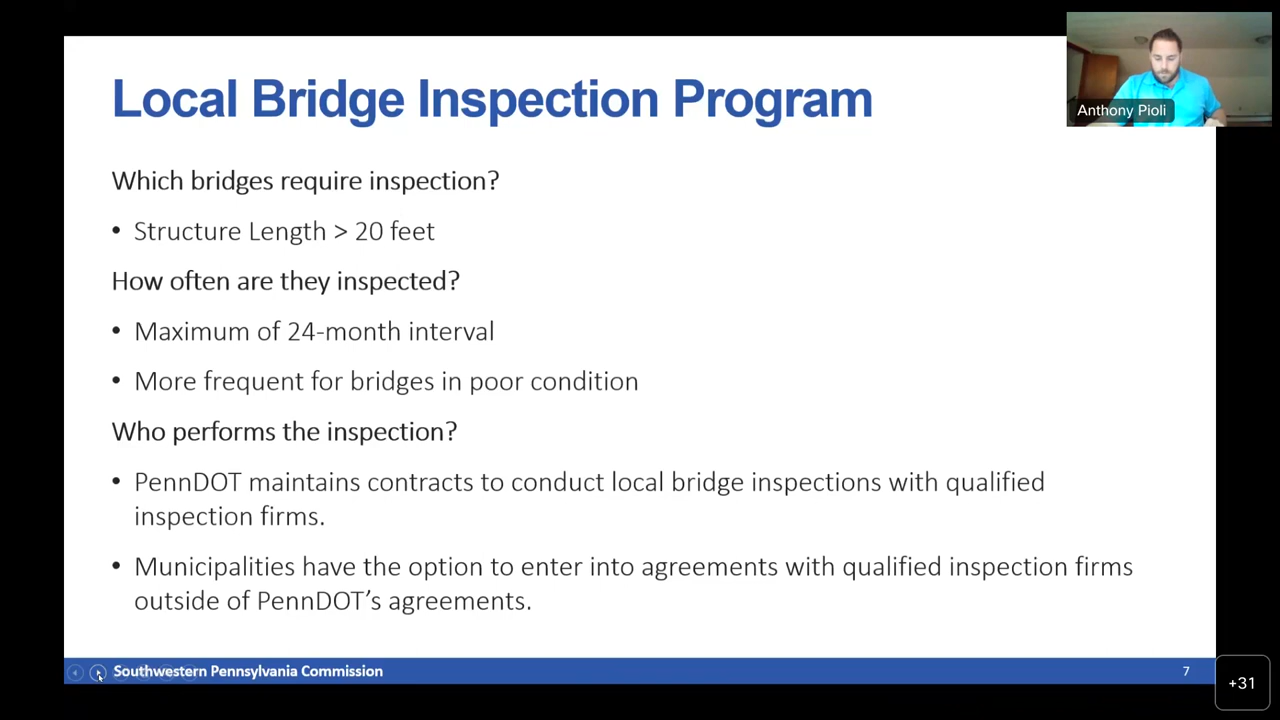 Local Bridge Inspection Program
Anthony Pioli
Which bridges require inspection?
• Structure Length > 20 feet
How often are they inspected?
• Maximum of 24-month interval
• More frequent for bridges in poor condition
Who performs the inspection?
• PennDOT maintains contracts to conduct local bridge inspections with qualified
inspection firms.
• Municipalities have the option to enter into agreements with qualified inspection firms
outside of PennDOT’s agreements.
Southwestern Pennsylvania Commission
7
+31